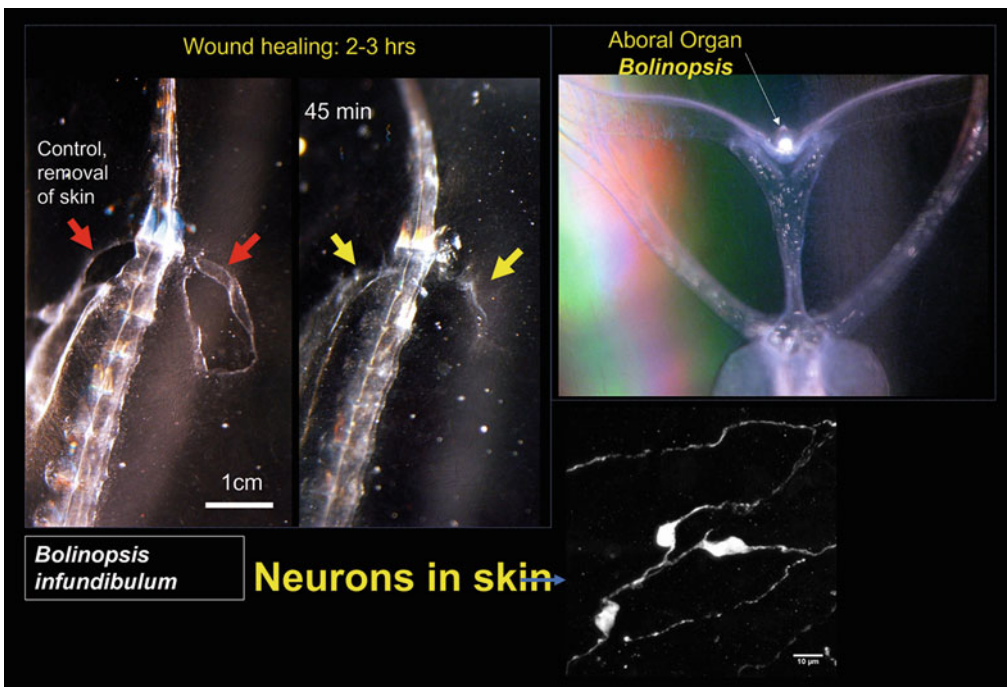 Wound healing: 2-3 hrs
Control,
removal
of skin
45 min
1cm
Aboral Organ
Bolinopsis
Bolinopsis
infundibulum
Neurons in skin
10 µm